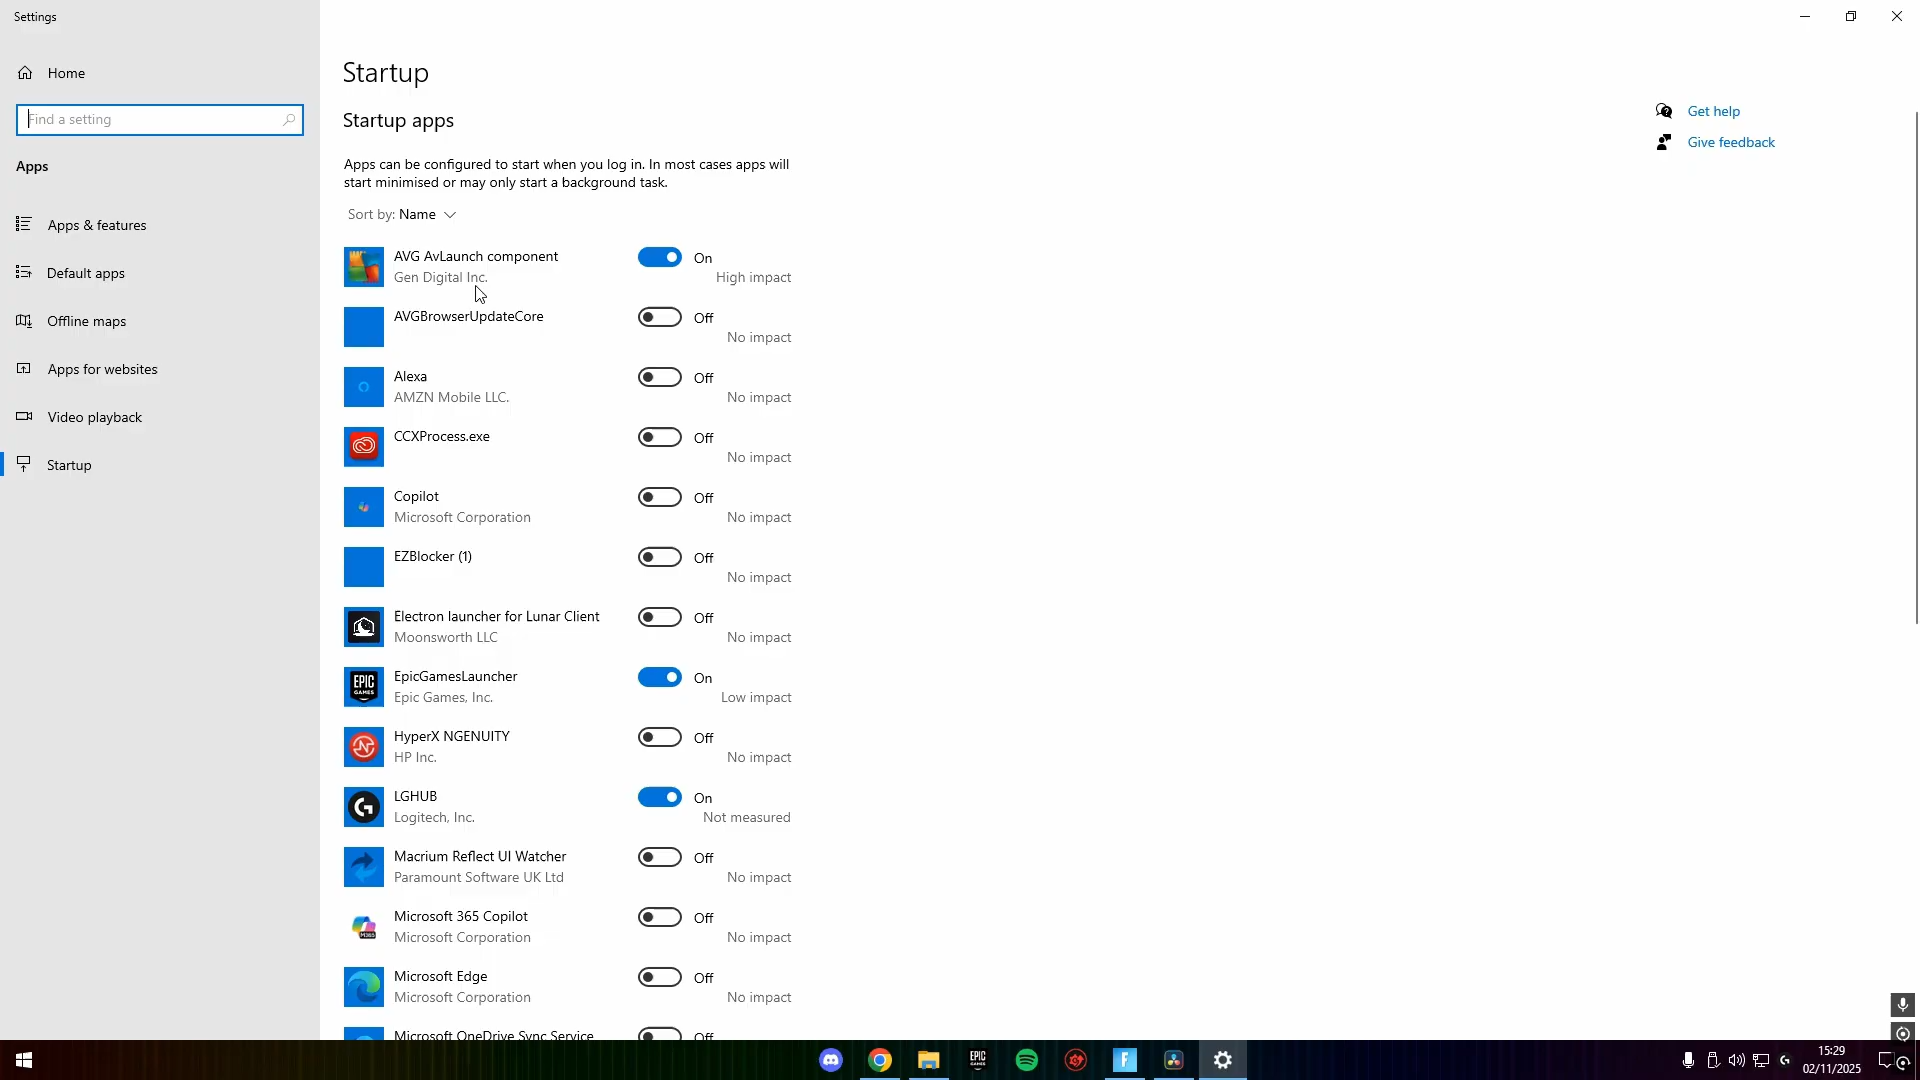 Settings
Home
Find a setting
Apps
Apps & features
Default apps
Offline maps
Apps for websites
Video playback
Startup
Startup
Startup apps
Apps can be configured to start when you log in. In most cases apps will
start minimised or may only start a background task.
Sort by: Name
AVG AvLaunch component
Gen Digital Inc.
On
High impact
AVGBrowserUpdateCore
Off
No impact
Alexa
AMZN Mobile LLC.
Off
No impact
CCXProcess.exe
Off
No impact
Copilot
Microsoft Corporation
Off
No impact
EZBlocker (1)
Off
No impact
Electron launcher for Lunar Client
Moonsworth LLC
Off
No impact
EPIC
GAMES
EpicGamesLauncher
Epic Games, Inc.
On
Low impact
HyperX NGENUITY
HP Inc.
Off
No impact
LGHUB
Logitech, Inc.
On
Not measured
Macrium Reflect UI Watcher
Paramount Software UK Ltd
Off
No impact
M365
Microsoft 365 Copilot
Microsoft Corporation
Off
No impact
Microsoft Edge
Microsoft Corporation
Off
No impact
Microsoft OneDrive Sync Service
Off
Get help
Give feedback
EPIC
GAMES
F
15:29
02/11/2025